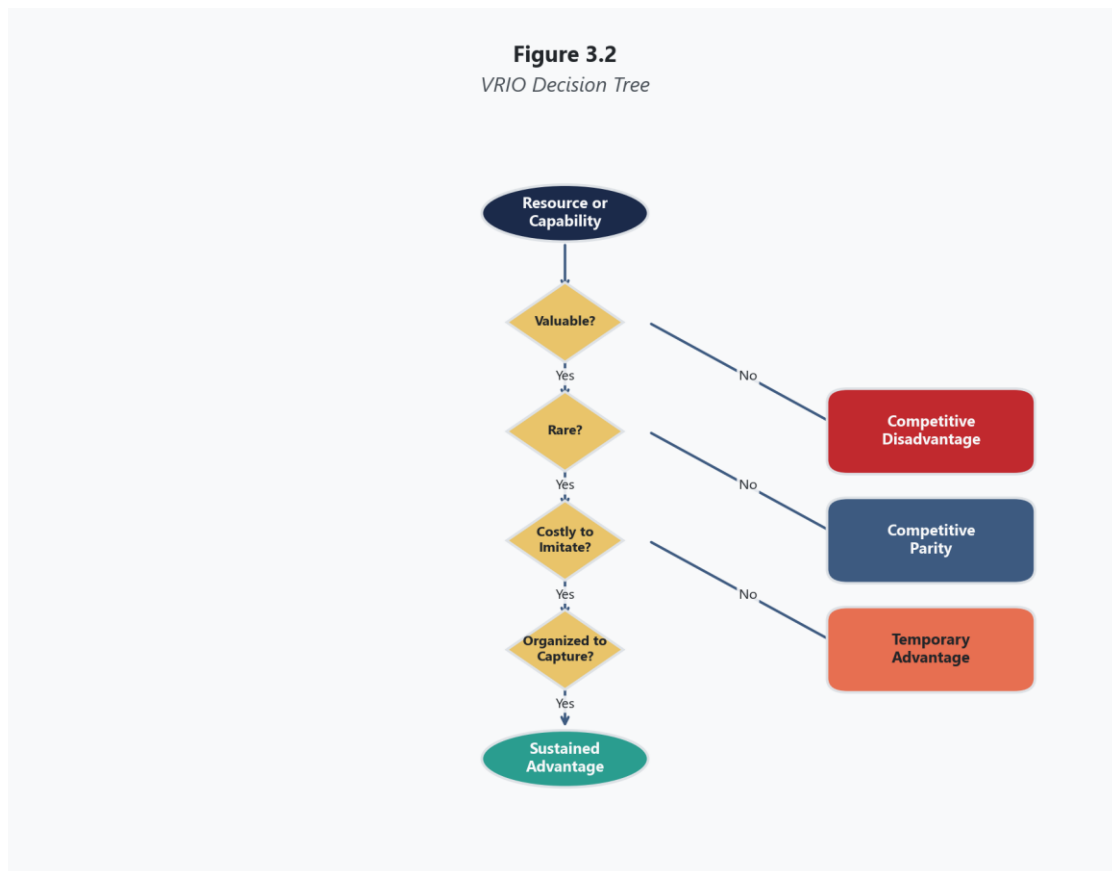 Figure 3.2
VRIO Decision Tree
Resource or
Capability
Valuable?
Yes
No
Rare?
Competitive
Disadvantage
Yes
No
Costly to
Imitate?
Competitive
Parity
Yes
No
Organized to
Capture?
Temporary
Advantage
Yes
Sustained
Advantage